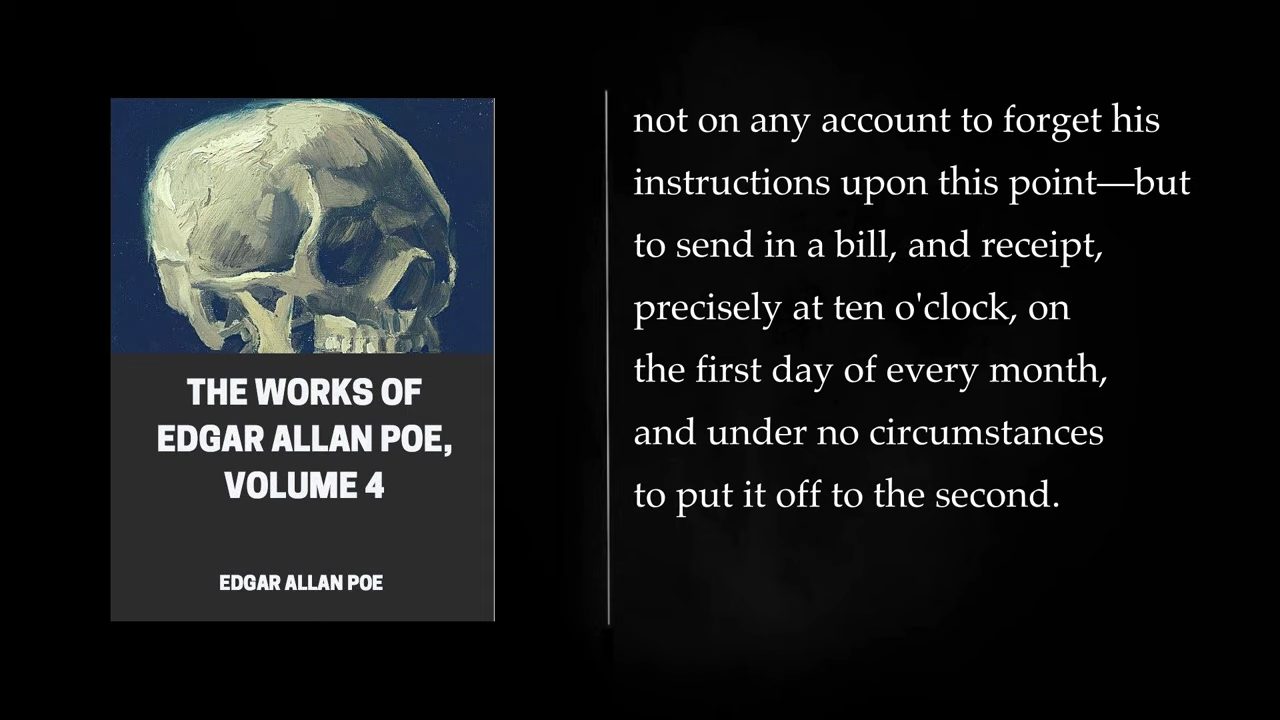 THE WORKS OF
EDGAR ALLAN POE,
VOLUME 4
EDGAR ALLAN POE
not on any account to forget his
instructions upon this point—but
to send in a bill, and receipt,
precisely at ten o'clock, on
the first day of every month,
and under no circumstances
to put it off to the second.